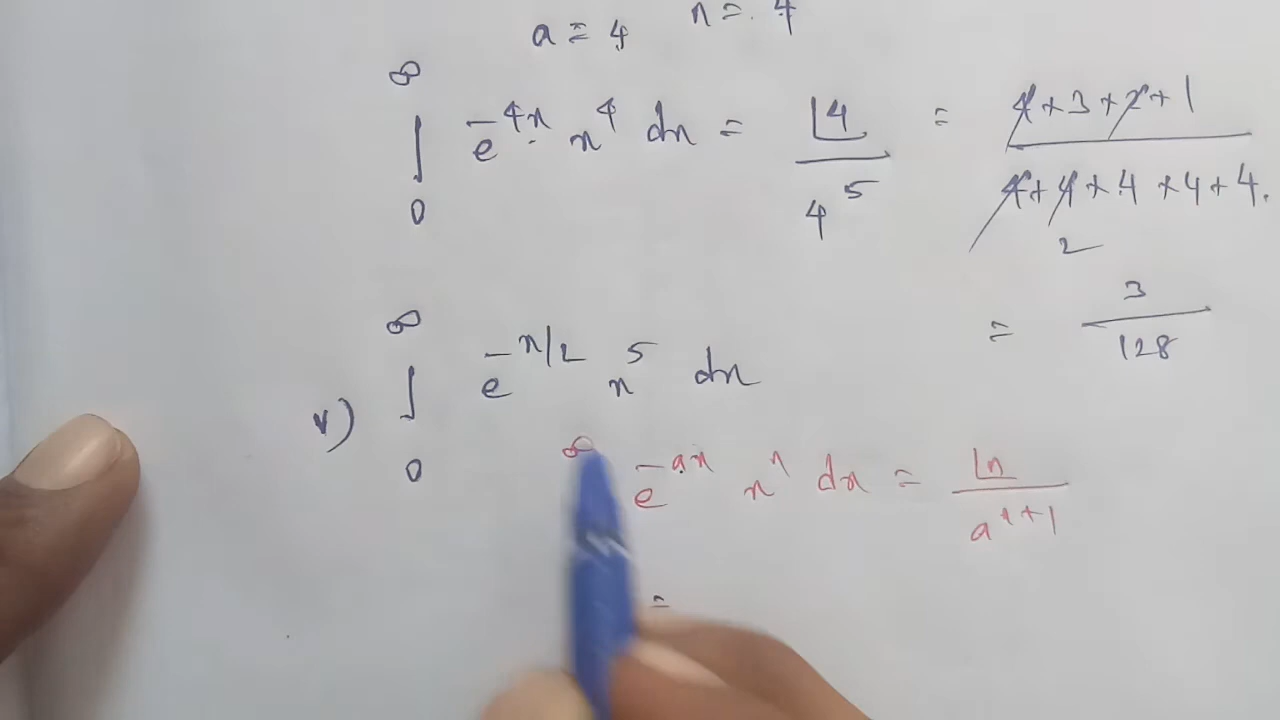 a = 4 n = 4
∞ ∫ 0 e^{-4x} x^4 dx = ∟4 / 4^5 = 4 × 3 × 2 × 1 / 4 × 4 × 4 × 4 × 4.
2
= 3 / 128
v) ∞ ∫ 0 e^{-x/2} x^5 dx
∞ e^{-ax} x^n dx = ∟n / a^{n+1}
=